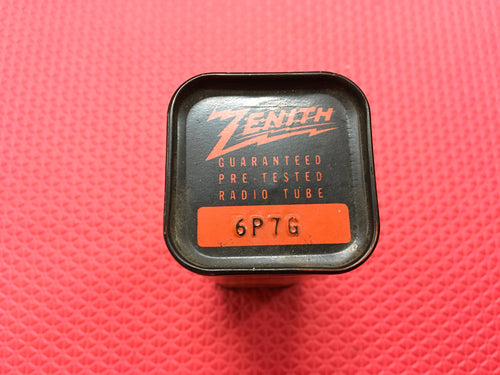 ZENITH
GUARANTEED
PRE-TESTED
RADIO TUBE
6P7G